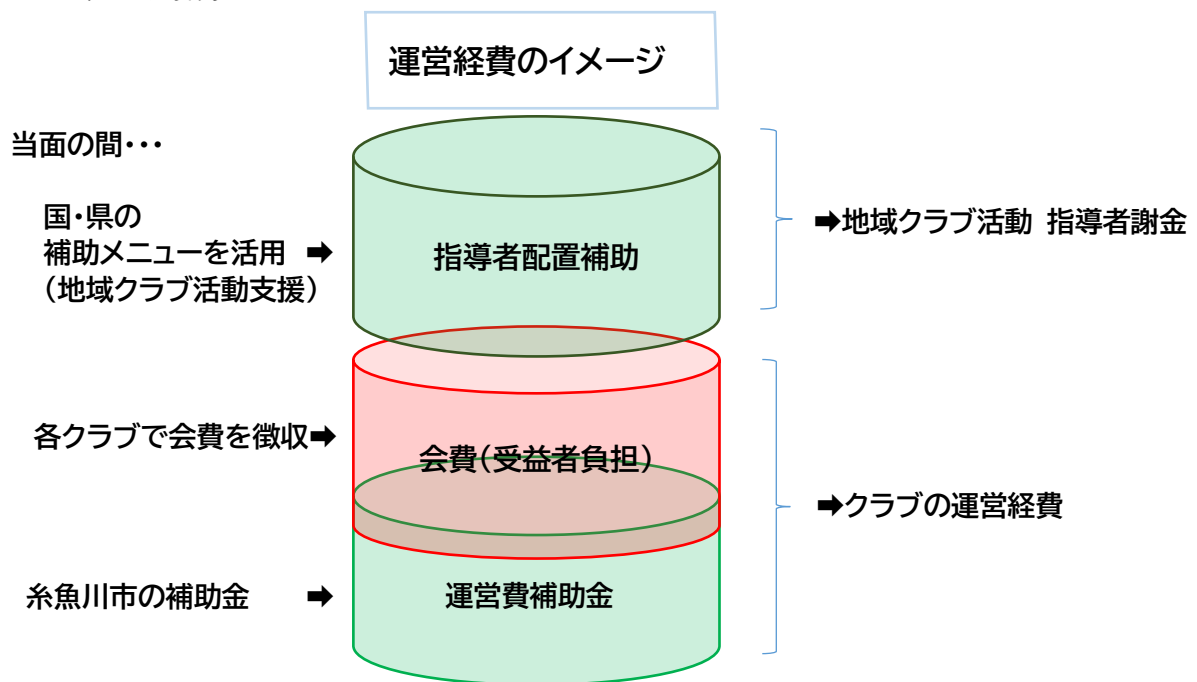 運営経費のイメージ
当面の間・・・
国・県の
補助メニューを活用 ➡
（地域クラブ活動支援）
指導者配置補助
➡地域クラブ活動 指導者謝金
各クラブで会費を徴収➡
会費（受益者負担）
➡クラブの運営経費
糸魚川市の補助金 ➡
運営費補助金